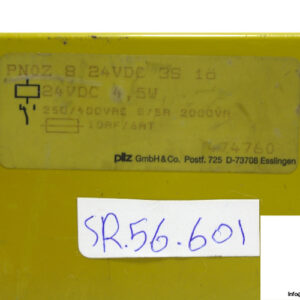 PNOZ 8 24VDC 3S 1ö
24VDC 4,5W
250/400VAC 8/5A 2000VA
10AF/6AT
474760
pilz GmbH & Co. Postf. 725 D-73708 Esslingen
SR.56.601